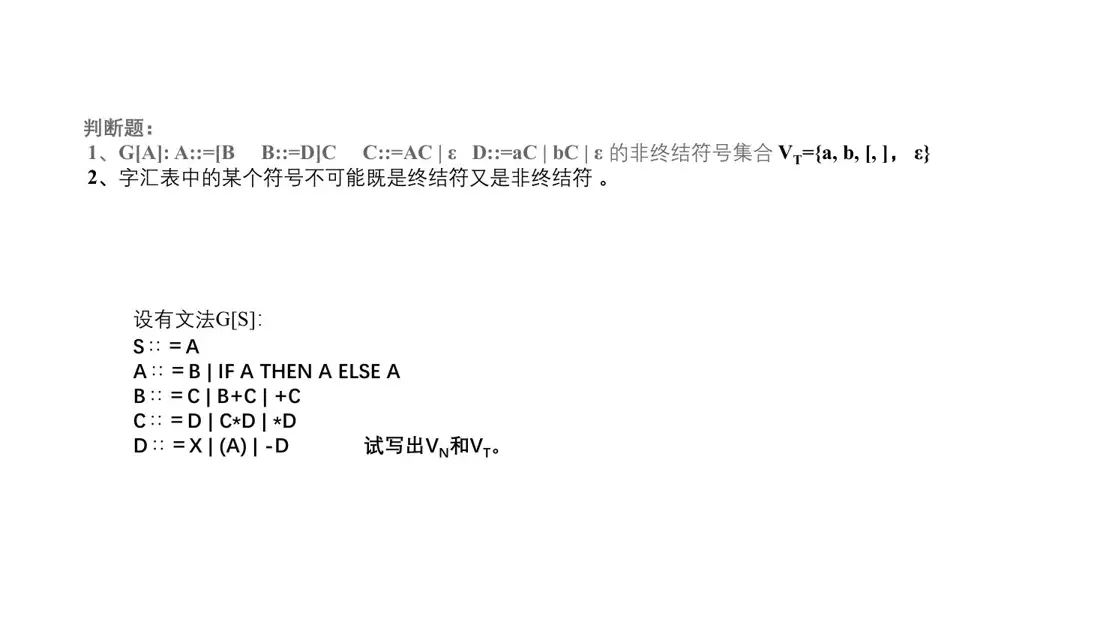 判断题：
1、G[A]: A::=[B B::=D]C C::=AC | ε D::=aC | bC | ε 的非终结符号集合 VT={a, b, [, ]， ε}
2、字汇表中的某个符号不可能既是终结符又是非终结符 。
设有文法G[S]:
S∷ =A
A∷ =B | IF A THEN A ELSE A
B∷ =C | B+C | +C
C∷ =D | C*D | *D
D∷ =X | (A) | -D 试写出VN和VT。